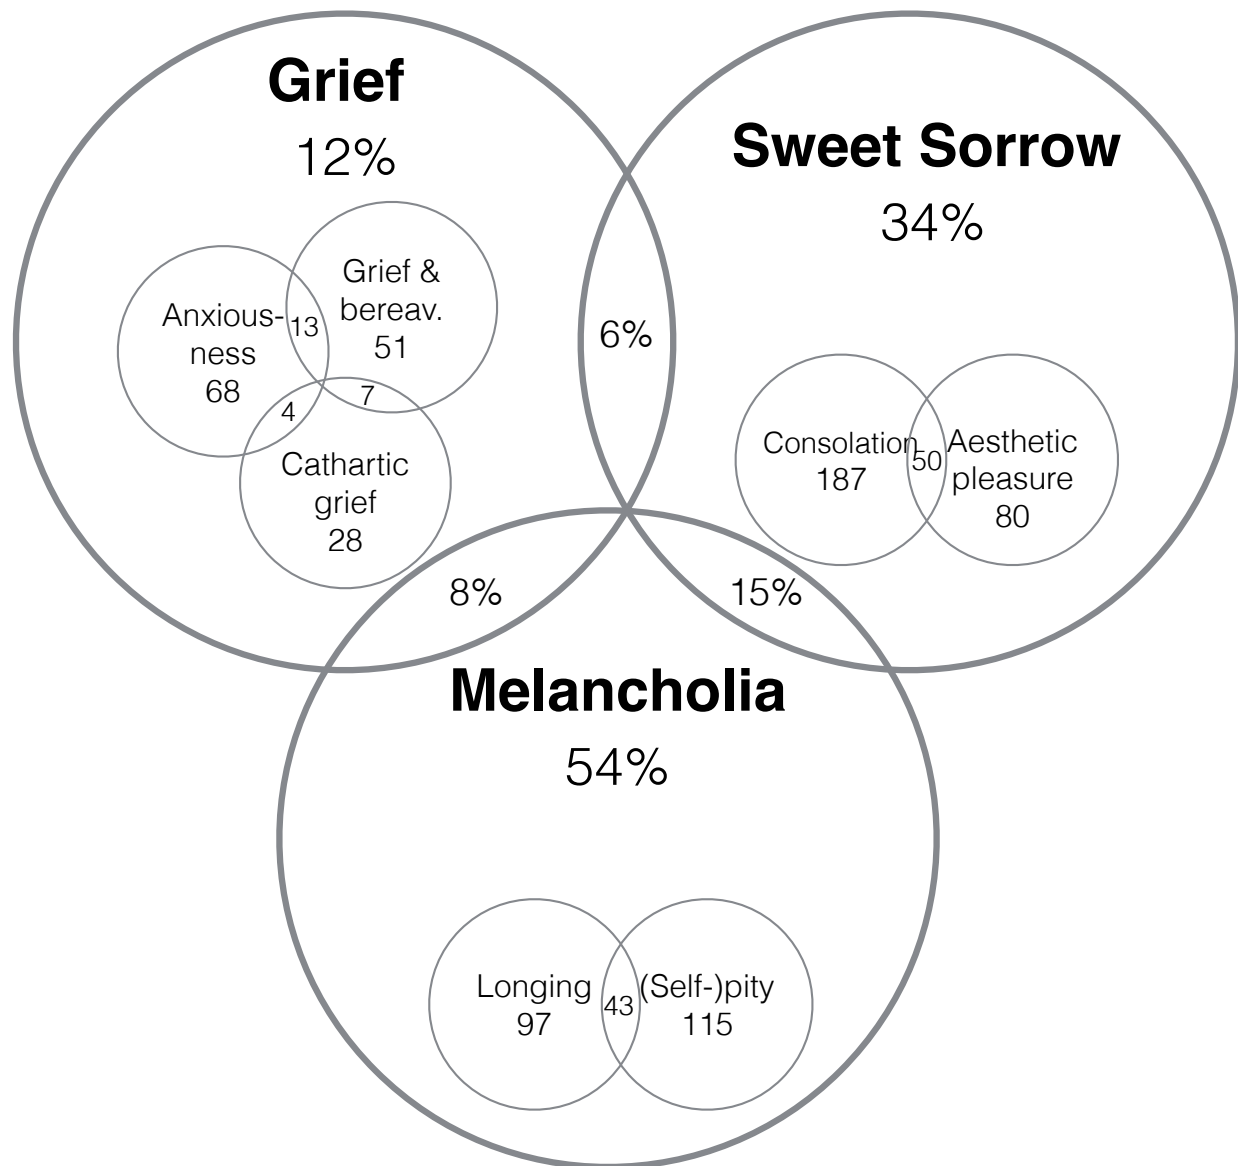 Grief
12%
Sweet Sorrow
34%
Grief &
bereav.
51
Anxious-
ness
68
13
4
7
Cathartic
grief
28
6%
Consolation
187
50
Aesthetic
pleasure
80
8%
15%
Melancholia
54%
Longing
97
43
(Self-)pity
115